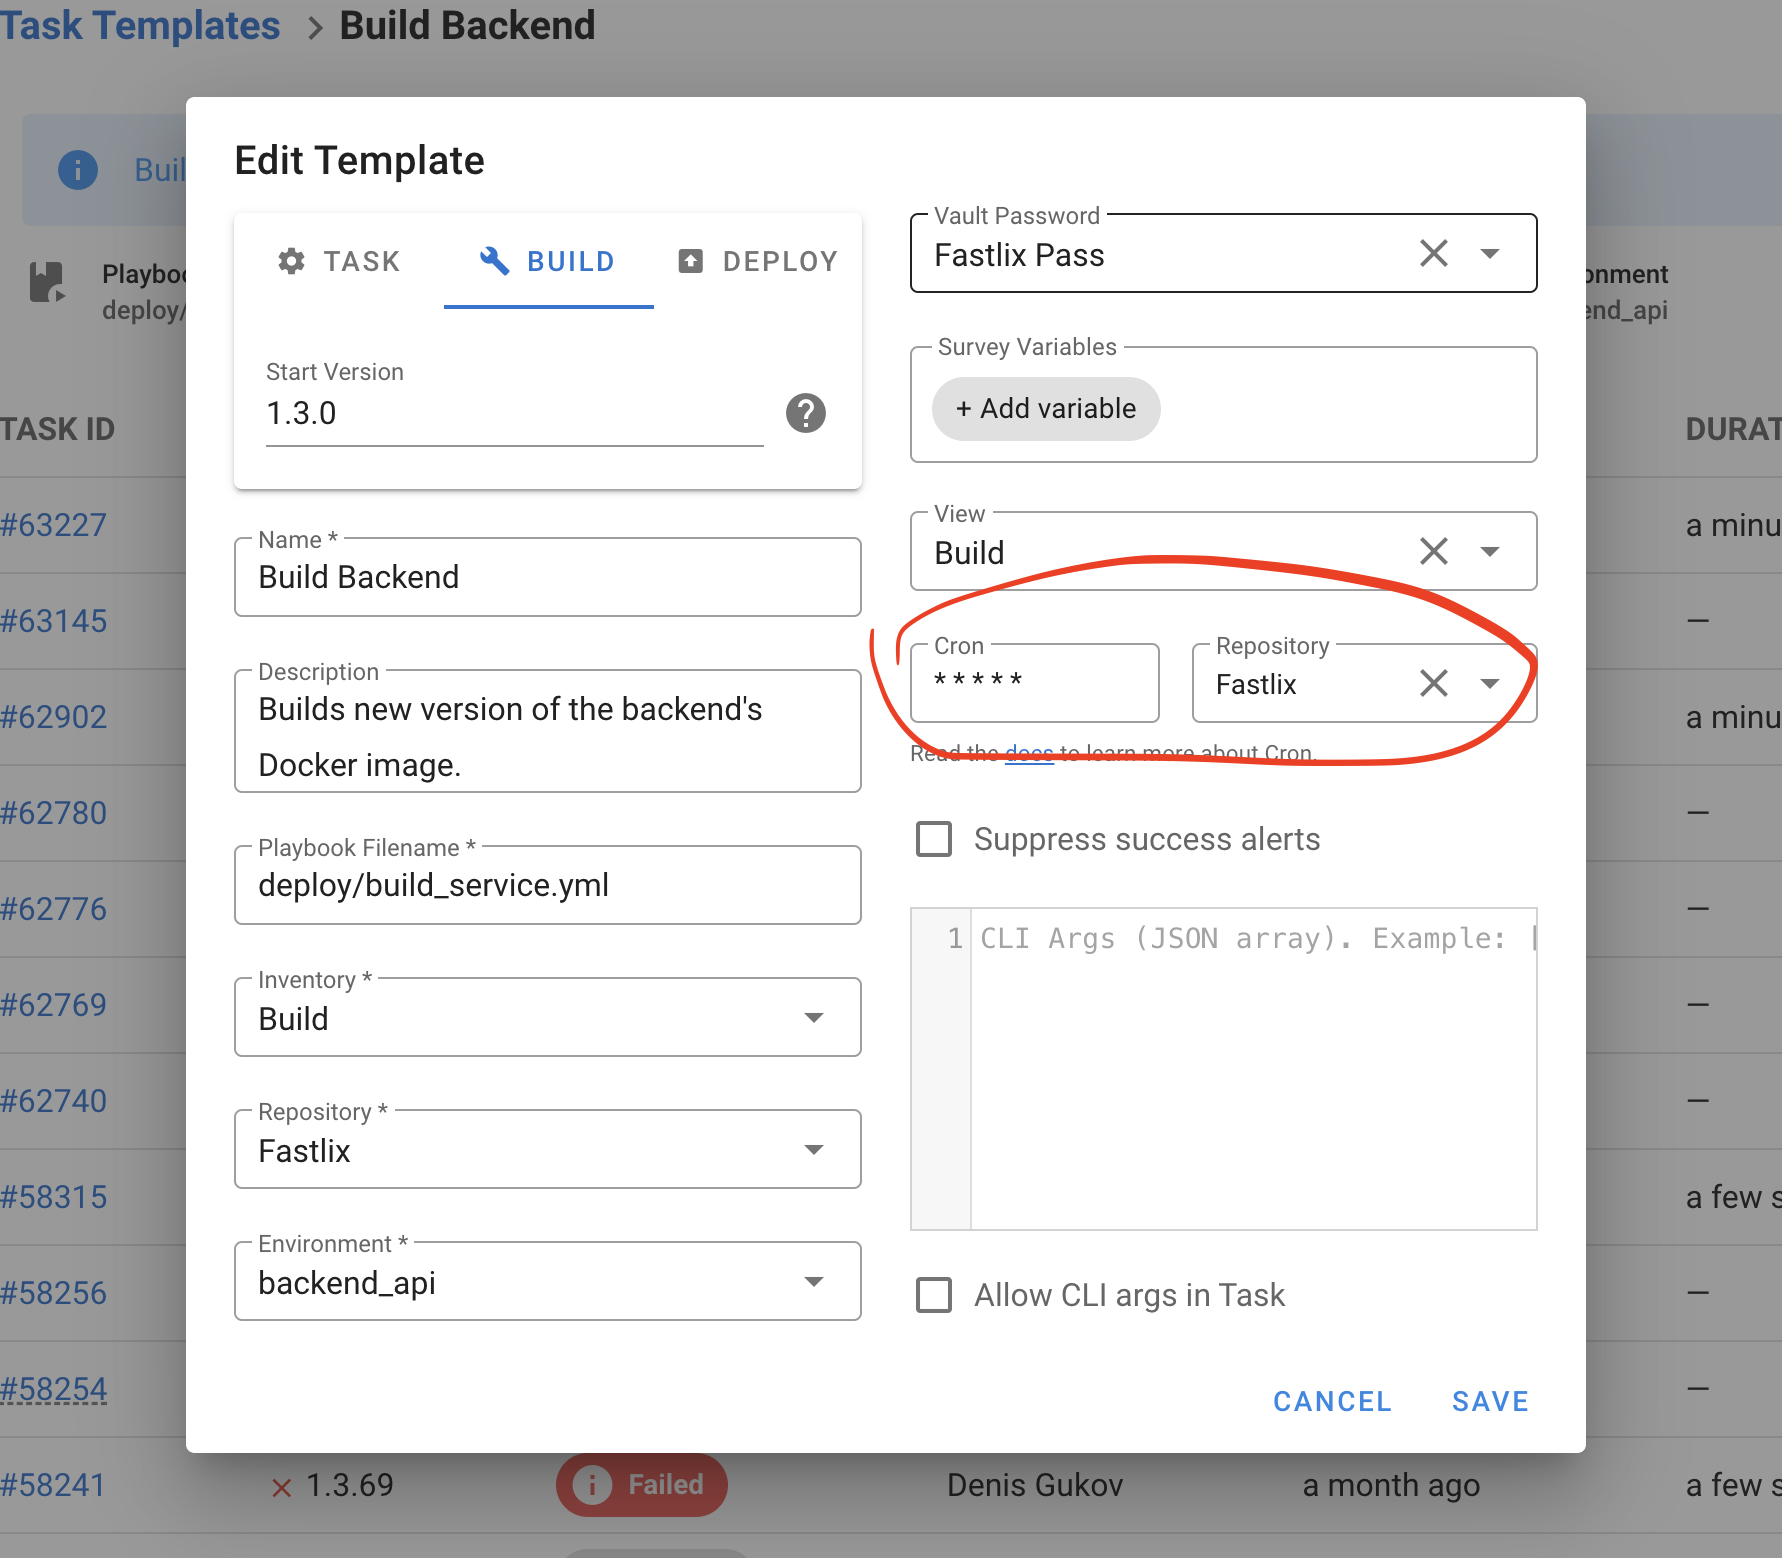 Task Templates > Build Backend
Buil
Playboo
deploy/
onment
end_api
TASK ID
DURAT
#63227
a minu
#63145
—
#62902
a minu
#62780
—
#62776
—
#62769
—
#62740
—
#58315
a few s
#58256
—
#58254
—
#58241
1.3.69
Failed
Denis Gukov
a month ago
a few s
Edit Template
TASK
BUILD
DEPLOY
Start Version
1.3.0
Name *
Build Backend
Description
Builds new version of the backend's
Docker image.
Playbook Filename *
deploy/build_service.yml
Inventory *
Build
Repository *
Fastlix
Environment *
backend_api
Vault Password
Fastlix Pass
Survey Variables
+ Add variable
View
Build
Cron
* * * * *
Repository
Fastlix
Read the docs to learn more about Cron.
Suppress success alerts
1 CLI Args (JSON array). Example: [
Allow CLI args in Task
CANCEL
SAVE